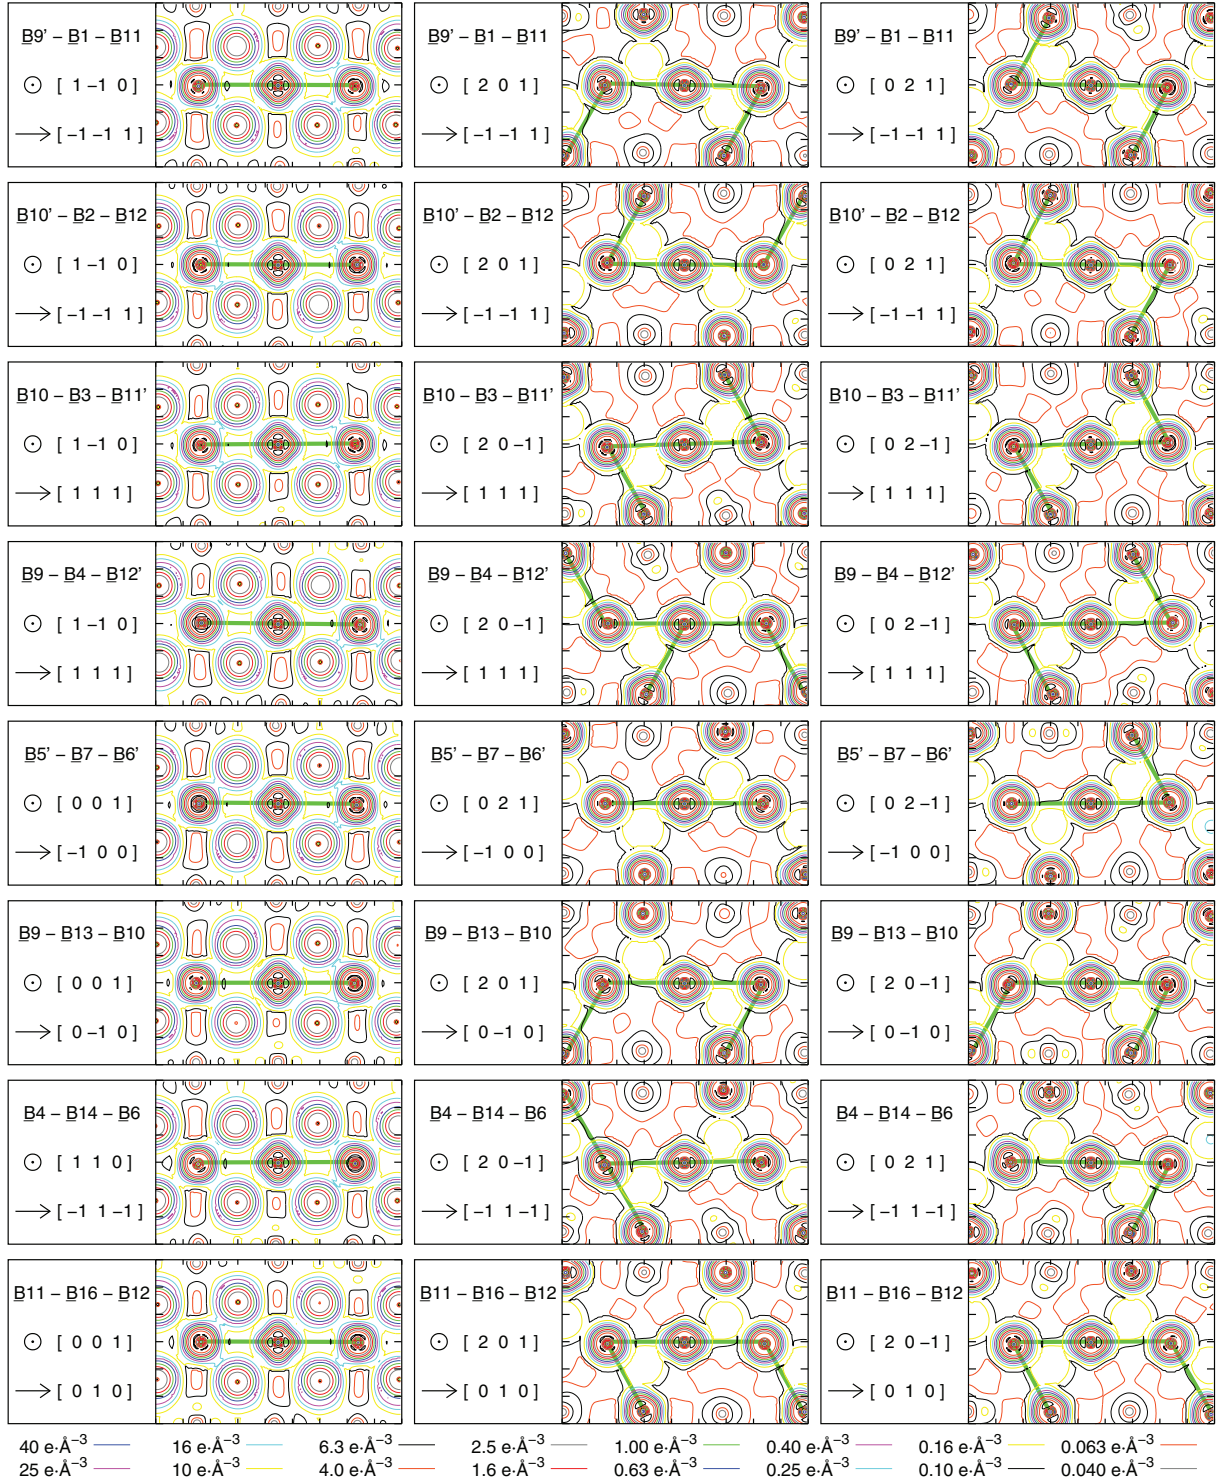 B9’ – B1 – B11
[ 1 –1 0 ]
[ –1 –1 1 ]
B9’ – B1 – B11
[ 2 0 1 ]
[ –1 –1 1 ]
B9’ – B1 – B11
[ 0 2 1 ]
[ –1 –1 1 ]
B10’ – B2 – B12
[ 1 –1 0 ]
[ –1 –1 1 ]
B10’ – B2 – B12
[ 2 0 1 ]
[ –1 –1 1 ]
B10’ – B2 – B12
[ 0 2 1 ]
[ –1 –1 1 ]
B10 – B3 – B11’
[ 1 –1 0 ]
[ 1 1 1 ]
B10 – B3 – B11’
[ 2 0 –1 ]
[ 1 1 1 ]
B10 – B3 – B11’
[ 0 2 –1 ]
[ 1 1 1 ]
B9 – B4 – B12’
[ 1 –1 0 ]
[ 1 1 1 ]
B9 – B4 – B12’
[ 2 0 –1 ]
[ 1 1 1 ]
B9 – B4 – B12’
[ 0 2 –1 ]
[ 1 1 1 ]
B5’ – B7 – B6’
[ 0 0 1 ]
[ –1 0 0 ]
B5’ – B7 – B6’
[ 0 2 1 ]
[ –1 0 0 ]
B5’ – B7 – B6’
[ 0 2 –1 ]
[ –1 0 0 ]
B9 – B13 – B10
[ 0 0 1 ]
[ 0 –1 0 ]
B9 – B13 – B10
[ 2 0 1 ]
[ 0 –1 0 ]
B9 – B13 – B10
[ 2 0 –1 ]
[ 0 –1 0 ]
B4 – B14 – B6
[ 1 1 0 ]
[ –1 1 –1 ]
B4 – B14 – B6
[ 2 0 –1 ]
[ –1 1 –1 ]
B4 – B14 – B6
[ 0 2 1 ]
[ –1 1 –1 ]
B11 – B16 – B12
[ 0 0 1 ]
[ 0 1 0 ]
B11 – B16 – B12
[ 2 0 1 ]
[ 0 1 0 ]
B11 – B16 – B12
[ 2 0 –1 ]
[ 0 1 0 ]
40 e·Å⁻³ 16 e·Å⁻³ 6.3 e·Å⁻³ 2.5 e·Å⁻³ 1.00 e·Å⁻³ 0.40 e·Å⁻³ 0.16 e·Å⁻³ 0.063 e·Å⁻³
25 e·Å⁻³ 10 e·Å⁻³ 4.0 e·Å⁻³ 1.6 e·Å⁻³ 0.63 e·Å⁻³ 0.25 e·Å⁻³ 0.10 e·Å⁻³ 0.040 e·Å⁻³